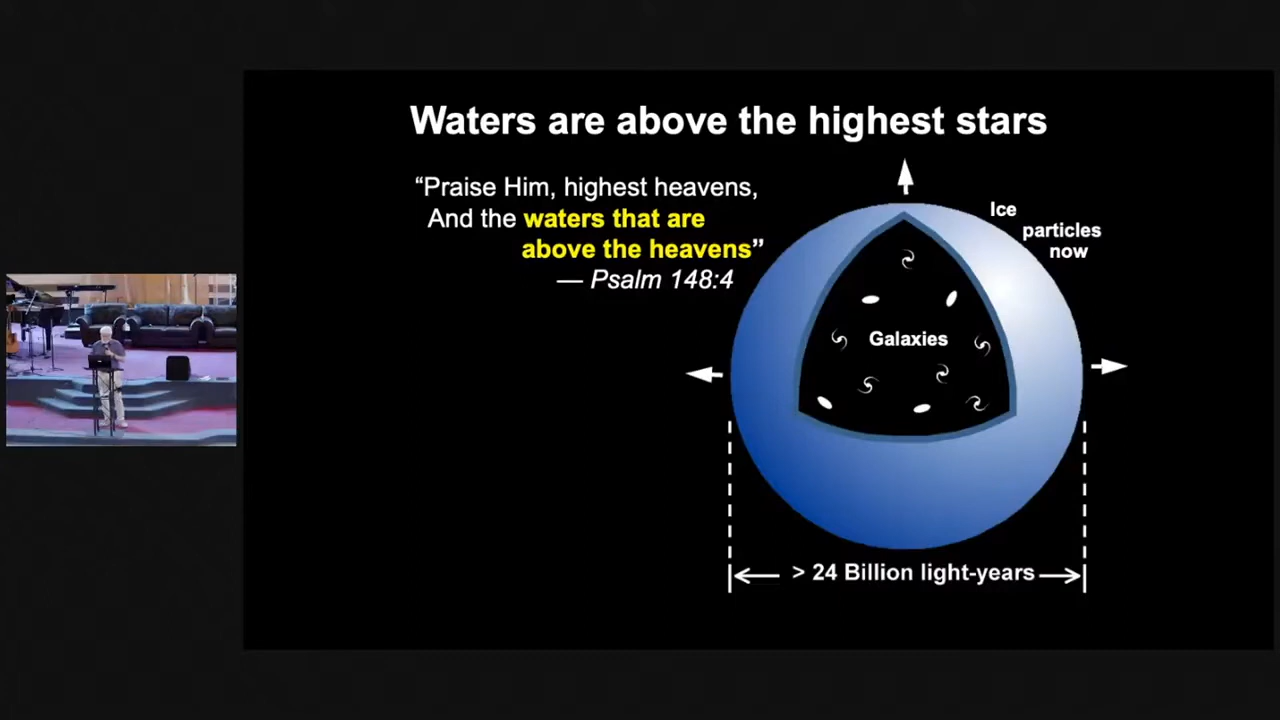 Waters are above the highest stars
“Praise Him, highest heavens,
And the waters that are
above the heavens”
— Psalm 148:4
Ice
particles
now
Galaxies
> 24 Billion light-years